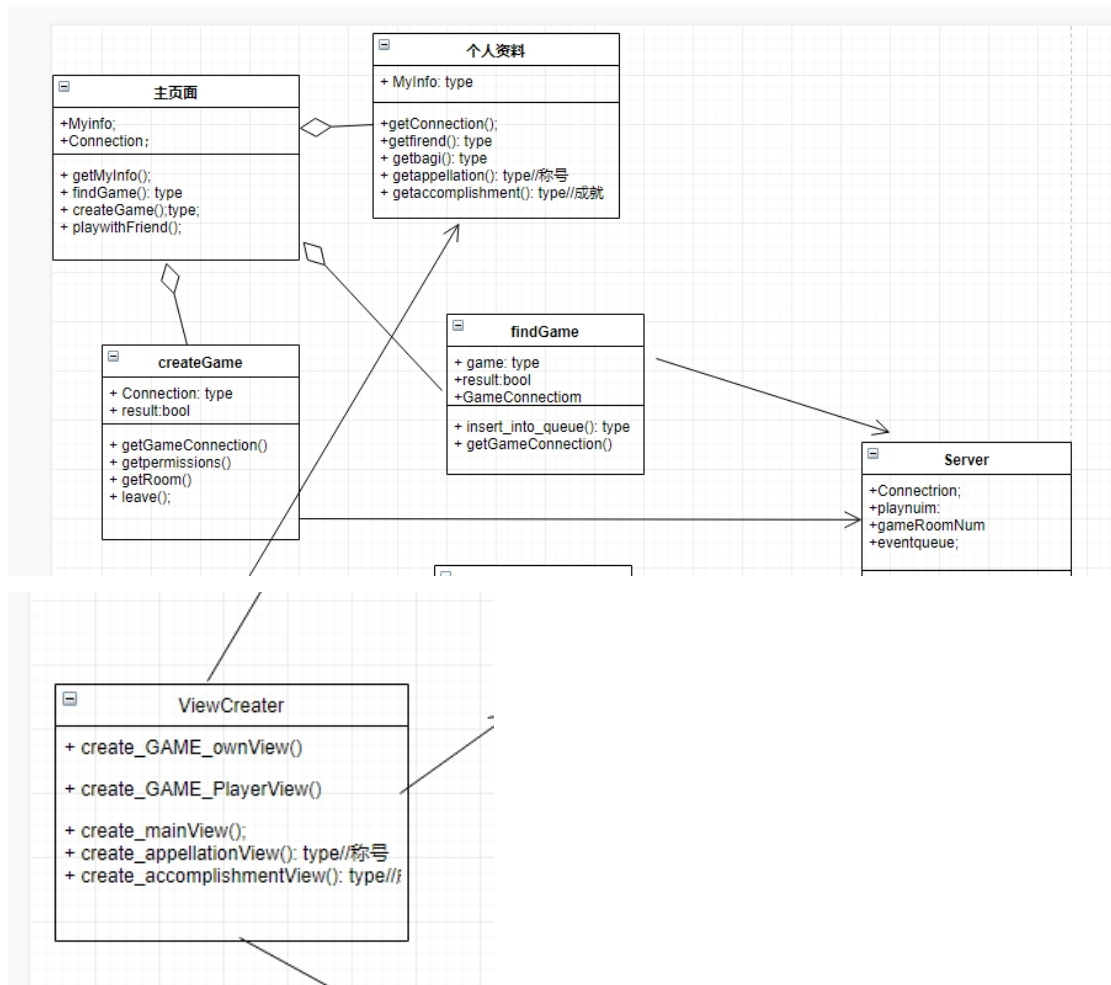 主页面
+Myinfo;
+Connection；
+ getMyInfo();
+ findGame(): type
+ createGame();type;
+ playwithFriend();
个人资料
+ MyInfo: type
+getConnection();
+getfirend(): type
+ getbagi(): type
+ getappellation(): type//称号
+ getaccomplishment(): type//成就
createGame
+ Connection: type
+ result:bool
+ getGameConnection()
+ getpermissions()
+ getRoom()
+ leave();
findGame
+ game: type
+result:bool
+GameConnectiom
+ insert_into_queue(): type
+ getGameConnection()
Server
+Connectrion;
+playnuim:
+gameRoomNum
+eventqueue;
ViewCreater
+ create_GAME_ownView()
+ create_GAME_PlayerView()
+ create_mainView();
+ create_appellationView(): type//称号
+ create_accomplishmentView(): type//